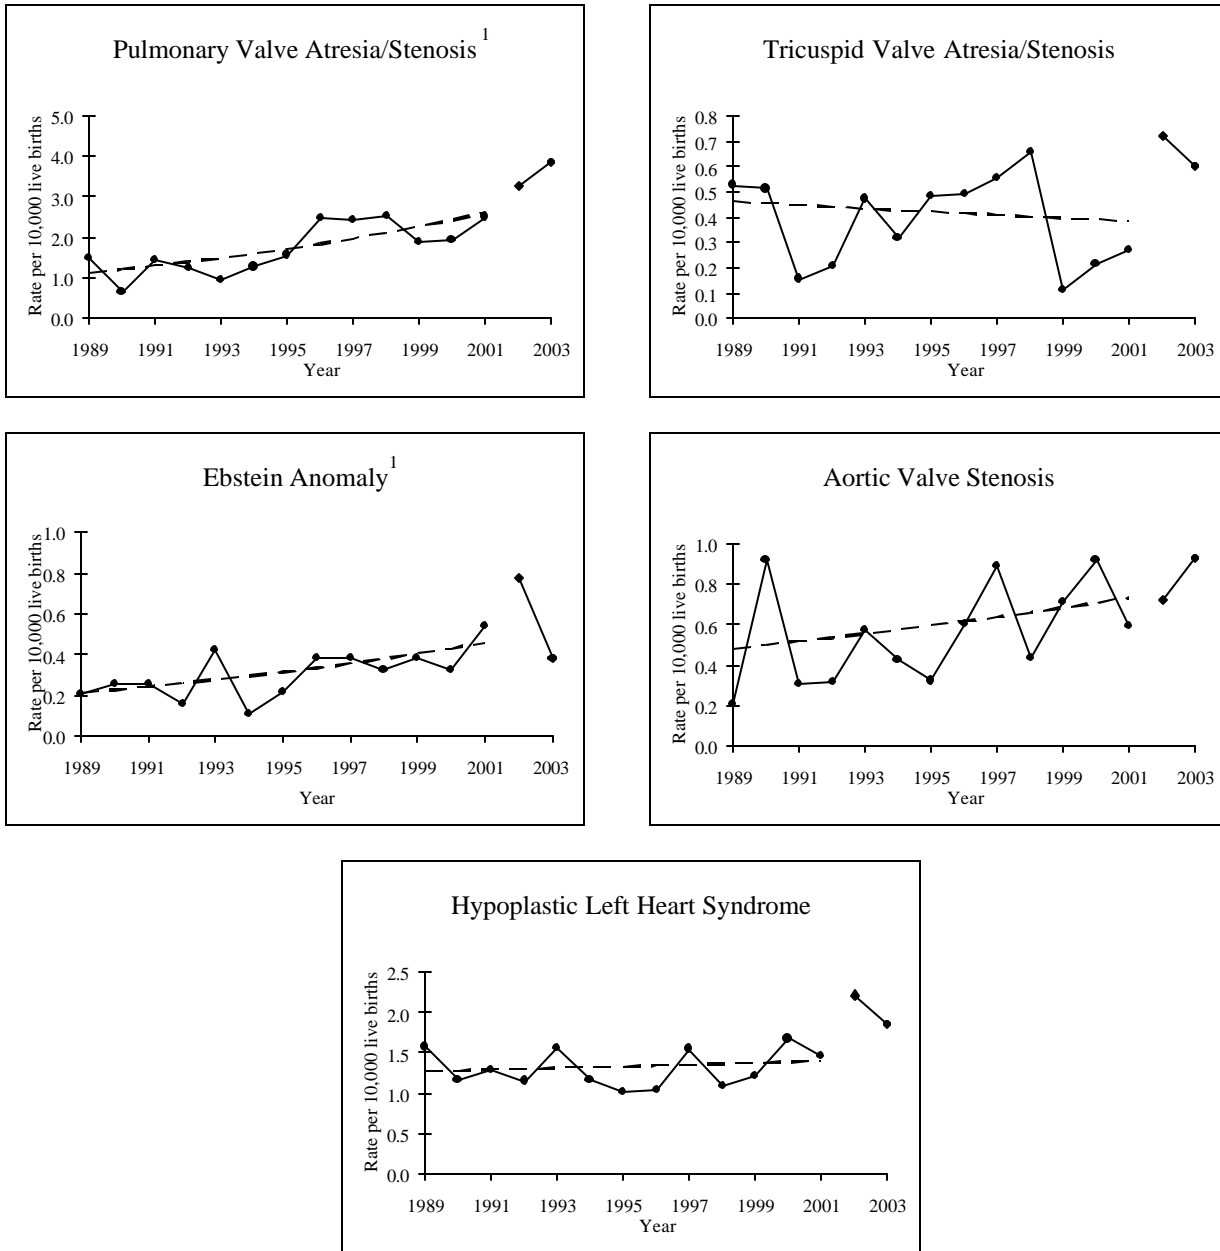 Pulmonary Valve Atresia/Stenosis 1
Rate per 10,000 live births
5.0
4.0
3.0
2.0
1.0
0.0
1989 1991 1993 1995 1997 1999 2001 2003
Year
Tricuspid Valve Atresia/Stenosis
Rate per 10,000 live births
0.8
0.7
0.6
0.5
0.4
0.3
0.2
0.1
0.0
1989 1991 1993 1995 1997 1999 2001 2003
Year
Ebstein Anomaly 1
Rate per 10,000 live births
1.0
0.8
0.6
0.4
0.2
0.0
1989 1991 1993 1995 1997 1999 2001 2003
Year
Aortic Valve Stenosis
Rate per 10,000 live births
1.0
0.8
0.6
0.4
0.2
0.0
1989 1991 1993 1995 1997 1999 2001 2003
Year
Hypoplastic Left Heart Syndrome
Rate per 10,000 live births
2.5
2.0
1.5
1.0
0.5
0.0
1989 1991 1993 1995 1997 1999 2001 2003
Year